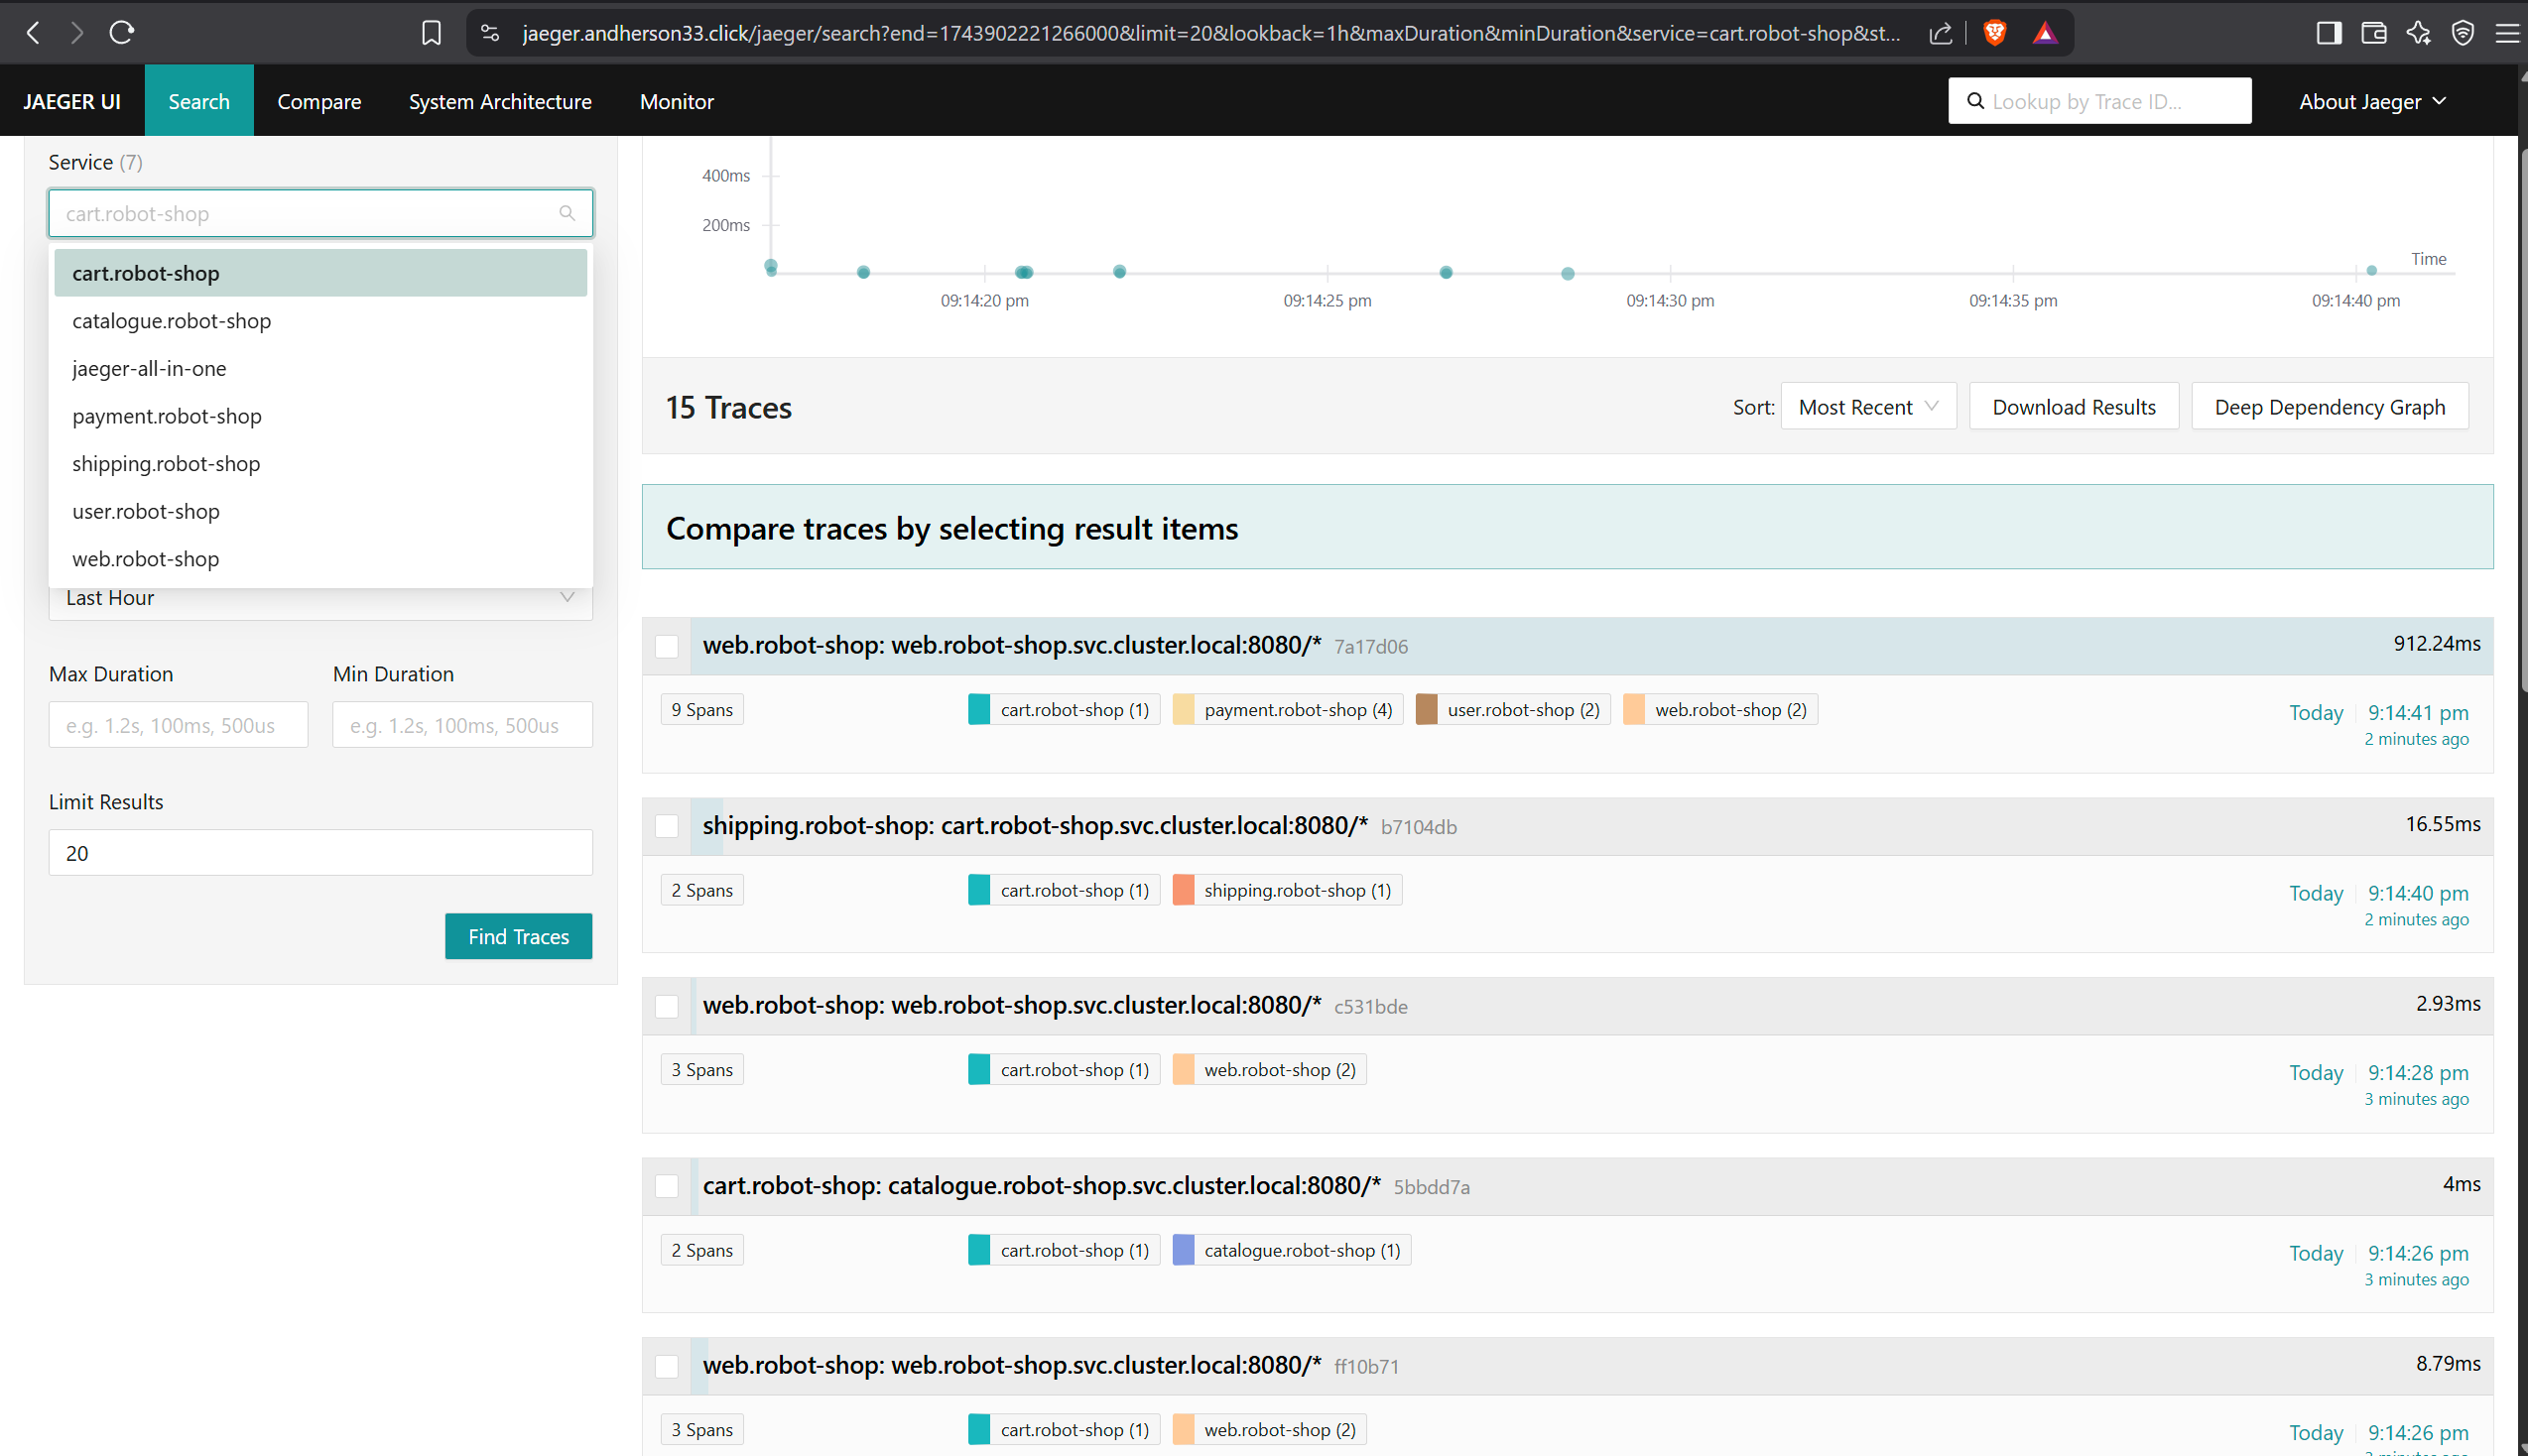 jaeger.andherson33.click/jaeger/search?end=1743902221266000&limit=20&lookback=1h&maxDuration&minDuration&service=cart.robot-shop&st...
JAEGER UI
Search
Compare
System Architecture
Monitor
Lookup by Trace ID...
About Jaeger
Service (7)
cart.robot-shop
cart.robot-shop
catalogue.robot-shop
jaeger-all-in-one
payment.robot-shop
shipping.robot-shop
user.robot-shop
web.robot-shop
Last Hour
Max Duration
Min Duration
e.g. 1.2s, 100ms, 500us
e.g. 1.2s, 100ms, 500us
Limit Results
20
Find Traces
400ms
200ms
Time
09:14:20 pm
09:14:25 pm
09:14:30 pm
09:14:35 pm
09:14:40 pm
15 Traces
Sort:
Most Recent
Download Results
Deep Dependency Graph
Compare traces by selecting result items
web.robot-shop: web.robot-shop.svc.cluster.local:8080/* 7a17d06
912.24ms
9 Spans
cart.robot-shop (1)
payment.robot-shop (4)
user.robot-shop (2)
web.robot-shop (2)
Today 9:14:41 pm
2 minutes ago
shipping.robot-shop: cart.robot-shop.svc.cluster.local:8080/* b7104db
16.55ms
2 Spans
cart.robot-shop (1)
shipping.robot-shop (1)
Today 9:14:40 pm
2 minutes ago
web.robot-shop: web.robot-shop.svc.cluster.local:8080/* c531bde
2.93ms
3 Spans
cart.robot-shop (1)
web.robot-shop (2)
Today 9:14:28 pm
3 minutes ago
cart.robot-shop: catalogue.robot-shop.svc.cluster.local:8080/* 5bbdd7a
4ms
2 Spans
cart.robot-shop (1)
catalogue.robot-shop (1)
Today 9:14:26 pm
3 minutes ago
web.robot-shop: web.robot-shop.svc.cluster.local:8080/* ff10b71
8.79ms
3 Spans
cart.robot-shop (1)
web.robot-shop (2)
Today 9:14:26 pm